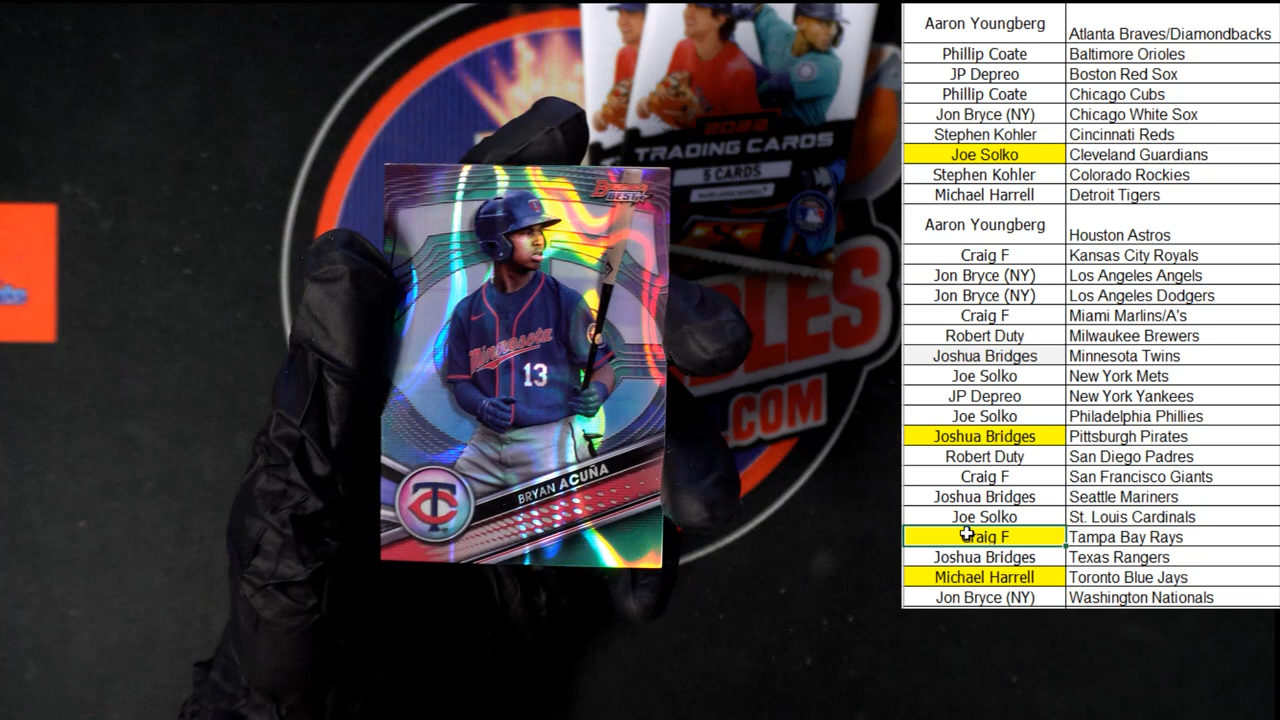 2022
TRADING CARDS
5 CARDS
Bowman's
BEST
Minnesota
13
BRYAN ACUÑA
TC
.COM
Aaron Youngberg Atlanta Braves/Diamondbacks
Phillip Coate Baltimore Orioles
JP Depreo Boston Red Sox
Phillip Coate Chicago Cubs
Jon Bryce (NY) Chicago White Sox
Stephen Kohler Cincinnati Reds
Joe Solko Cleveland Guardians
Stephen Kohler Colorado Rockies
Michael Harrell Detroit Tigers
Aaron Youngberg Houston Astros
Craig F Kansas City Royals
Jon Bryce (NY) Los Angeles Angels
Jon Bryce (NY) Los Angeles Dodgers
Craig F Miami Marlins/A's
Robert Duty Milwaukee Brewers
Joshua Bridges Minnesota Twins
Joe Solko New York Mets
JP Depreo New York Yankees
Joe Solko Philadelphia Phillies
Joshua Bridges Pittsburgh Pirates
Robert Duty San Diego Padres
Craig F San Francisco Giants
Joshua Bridges Seattle Mariners
Joe Solko St. Louis Cardinals
Craig F Tampa Bay Rays
Joshua Bridges Texas Rangers
Michael Harrell Toronto Blue Jays
Jon Bryce (NY) Washington Nationals